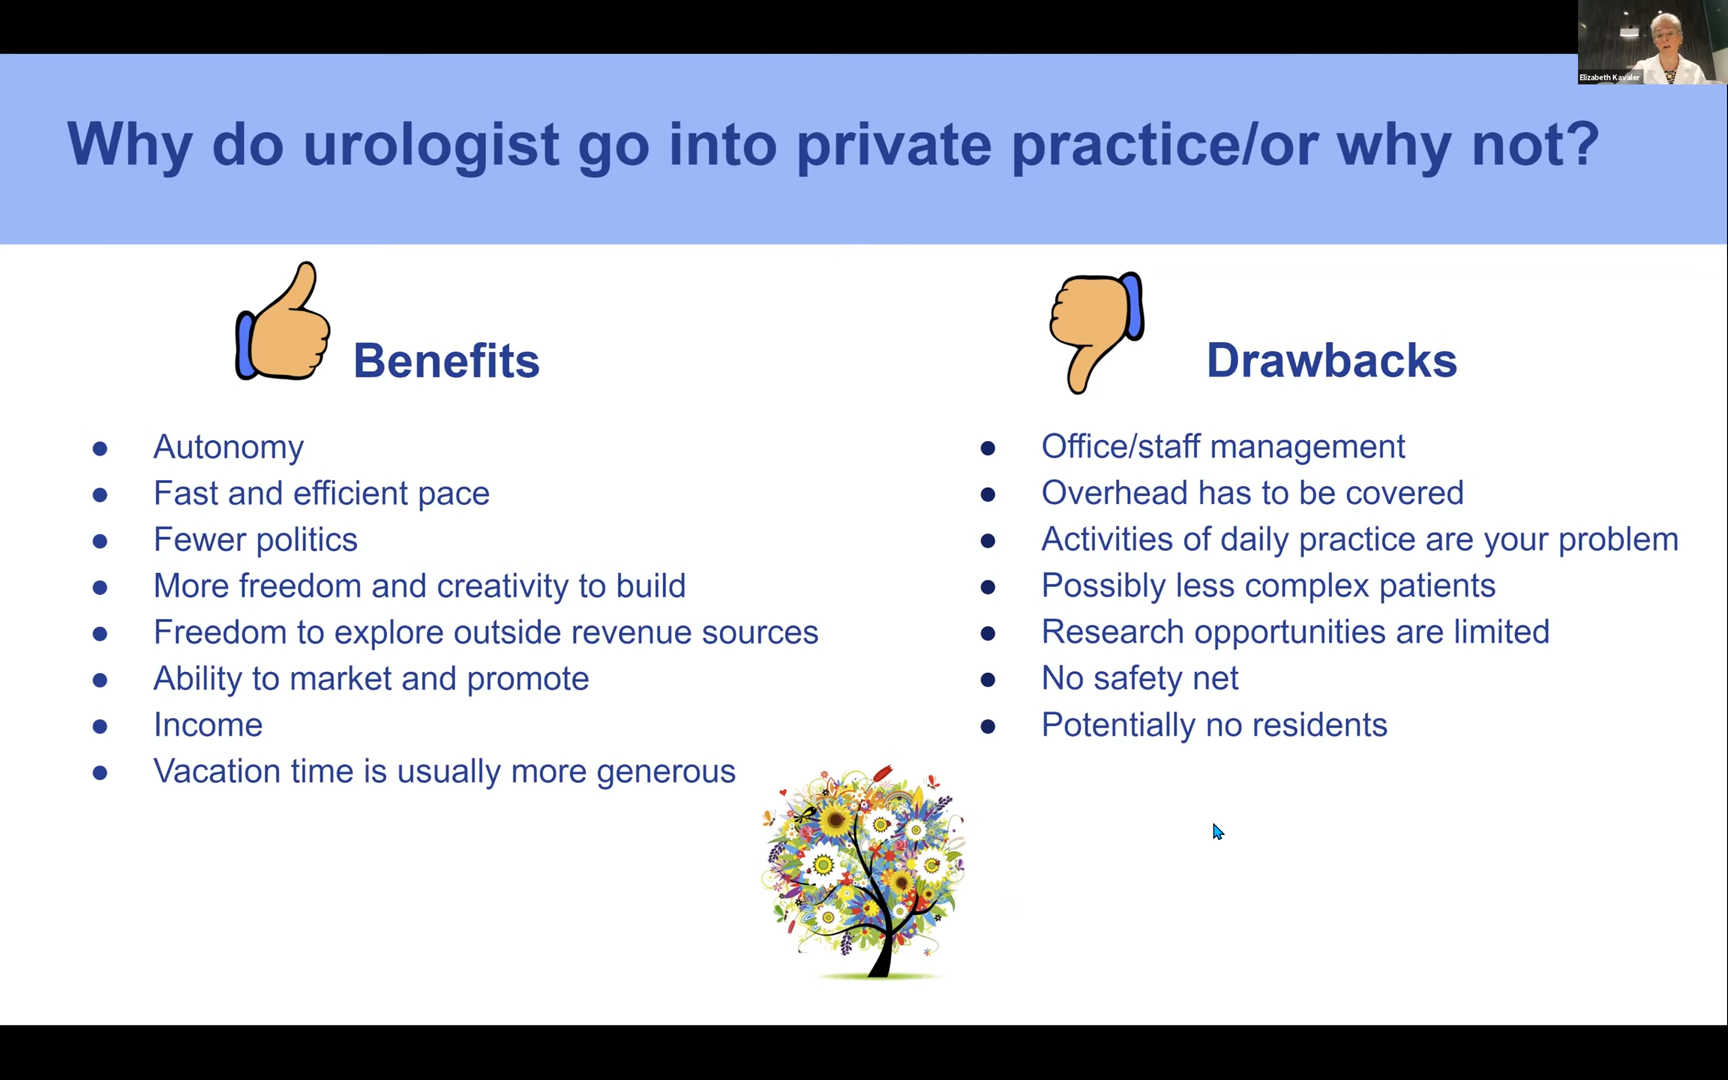 Elizabeth Kavaler
Why do urologist go into private practice/or why not?
Benefits
Autonomy
Fast and efficient pace
Fewer politics
More freedom and creativity to build
Freedom to explore outside revenue sources
Ability to market and promote
Income
Vacation time is usually more generous
Drawbacks
Office/staff management
Overhead has to be covered
Activities of daily practice are your problem
Possibly less complex patients
Research opportunities are limited
No safety net
Potentially no residents